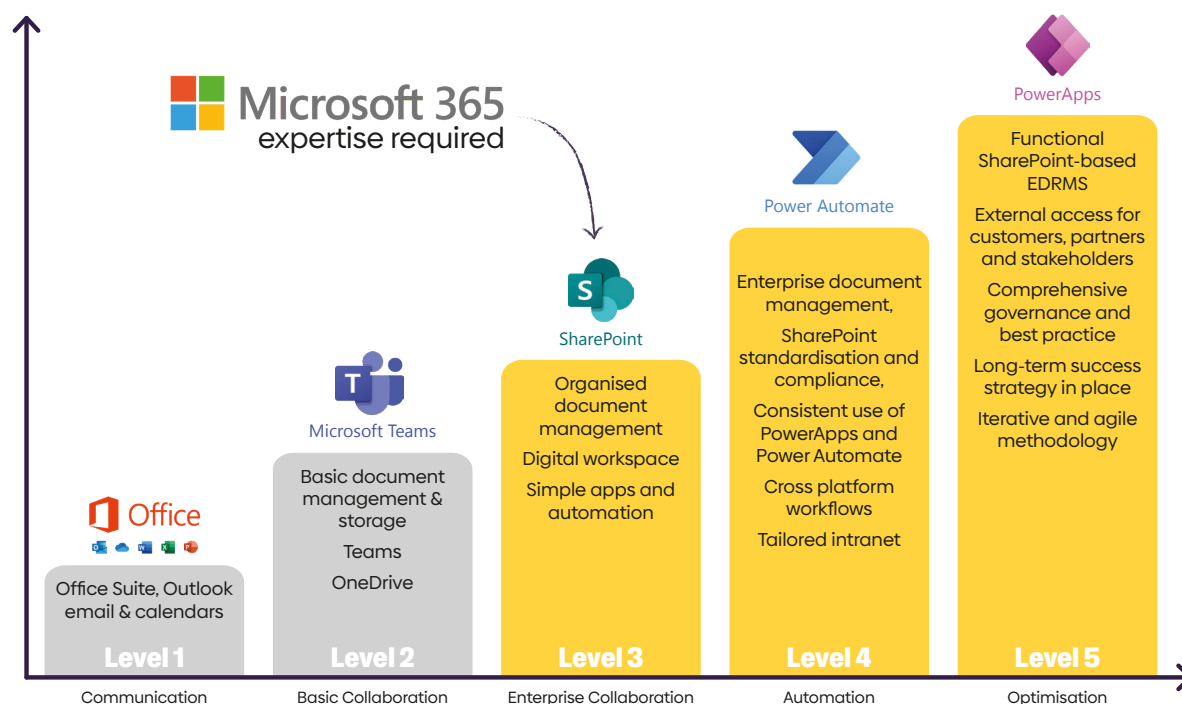 Microsoft 365
expertise required
Office
Office Suite, Outlook
email & calendars
Level 1
Communication
Microsoft Teams
T
Basic document
management &
storage
Teams
OneDrive
Level 2
Basic Collaboration
S
SharePoint
Organised
document
management
Digital workspace
Simple apps and
automation
Level 3
Enterprise Collaboration
Power Automate
Enterprise document
management,
SharePoint
standardisation and
compliance,
Consistent use of
PowerApps and
Power Automate
Cross platform
workflows
Tailored intranet
Level 4
Automation
PowerApps
Functional
SharePoint-based
EDRMS
External access for
customers, partners
and stakeholders
Comprehensive
governance and
best practice
Long-term success
strategy in place
Iterative and agile
methodology
Level 5
Optimisation